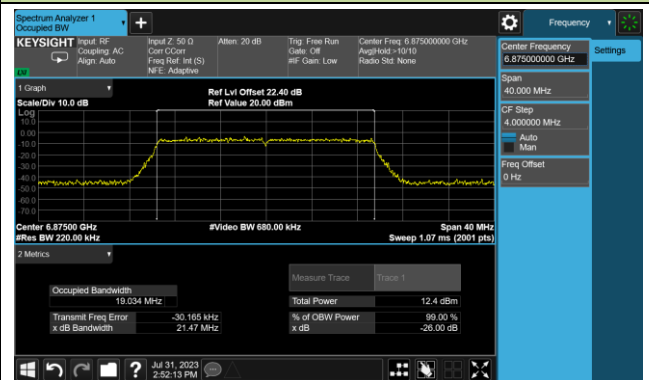 Spectrum Analyzer 1
Occupied BW
Frequency
KEYSIGHT
Input: RF
Coupling: AC
Align: Auto
Input Z: 50 Ω
Corr CCorr
Freq Ref: Int (S)
NFE: Adaptive
Atten: 20 dB
Trig: Free Run
Gate: Off
#IF Gain: Low
Center Freq: 6.875000000 GHz
Avg|Hold:>10/10
Radio Std: None
Center Frequency
6.875000000 GHz
Settings
Span
40.000 MHz
CF Step
4.000000 MHz
Auto
Man
Freq Offset
0 Hz
1 Graph
Scale/Div 10.0 dB
Ref Lvl Offset 22.40 dB
Ref Value 20.00 dBm
Log
10.0
0.00
-10.0
-20.0
-30.0
-40.0
-50.0
-60.0
-70.0
Center 6.87500 GHz
#Res BW 220.00 kHz
#Video BW 680.00 kHz
Span 40 MHz
Sweep 1.07 ms (2001 pts)
2 Metrics
Measure Trace
Trace 1
Occupied Bandwidth
19.034 MHz
Total Power
12.4 dBm
Transmit Freq Error
-30.165 kHz
% of OBW Power
99.00 %
x dB Bandwidth
21.47 MHz
x dB
-26.00 dB
Jul 31, 2023
2:52:13 PM